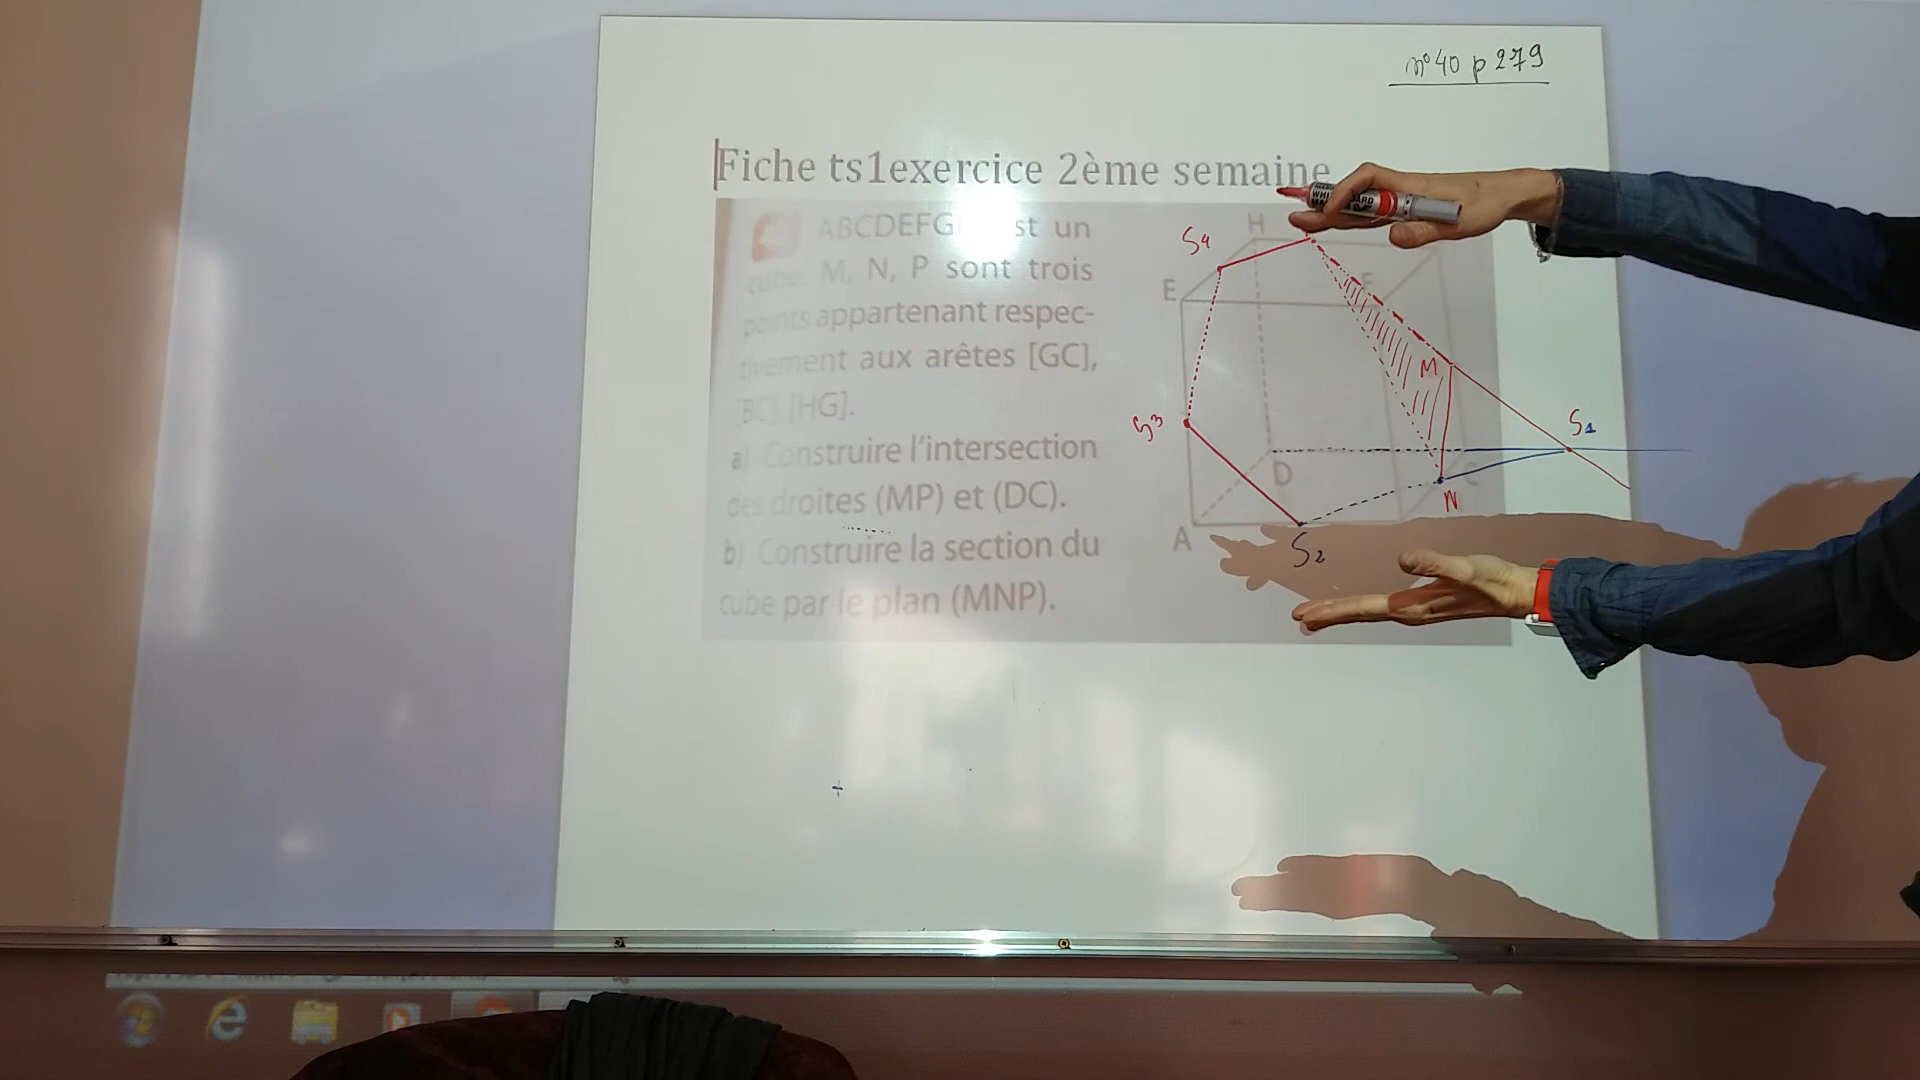 n°40 p 279
Fiche ts1exercice 2ème semaine
ABCDEFG st un
cube. M, N, P sont trois
points appartenant respec-
tivement aux arêtes [GC],
[BC], [HG].
a) Construire l'intersection
des droites (MP) et (DC).
b) Construire la section du
cube par le plan (MNP).
H
S4
E
F
M
S3
S1
D
C
N
A
S2
WHI